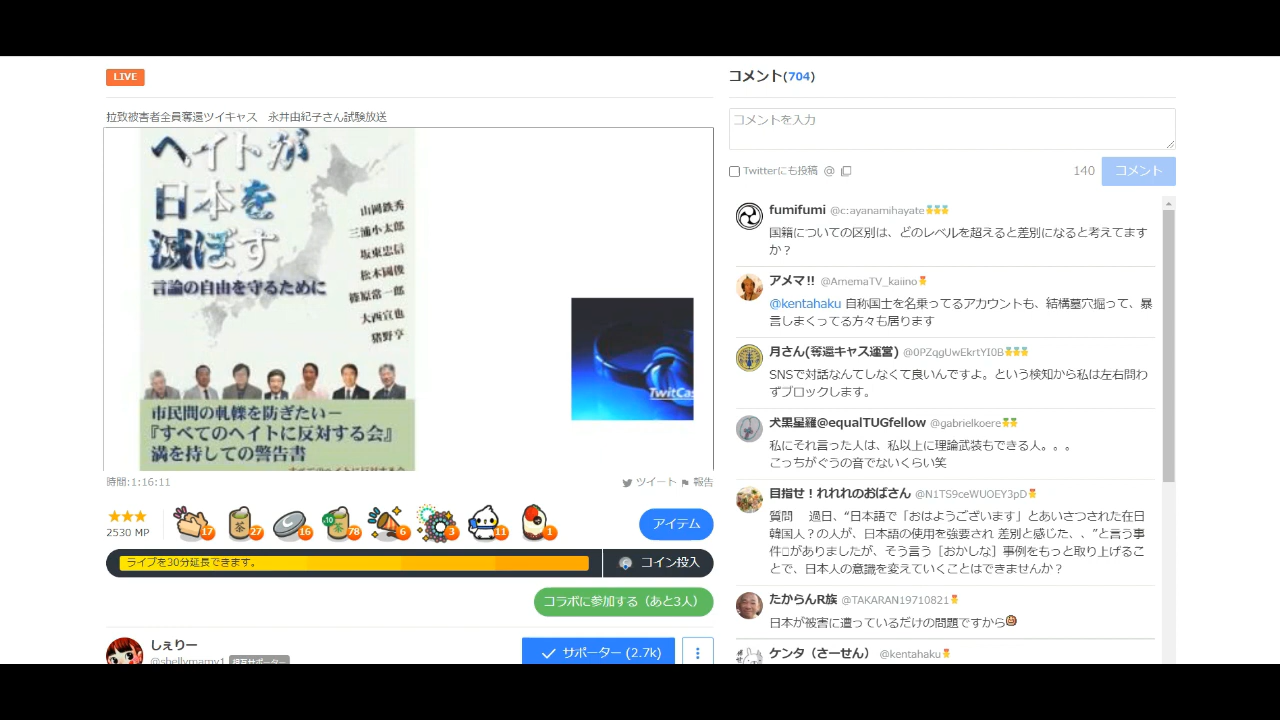 LIVE
拉致被害者全員奪還ツイキャス　永井由紀子さん試験放送
ヘイトが
日本を
滅ぼす
言論の自由を守るために
山岡鉄秀
三浦小太郎
坂東忠信
松木國俊
篠原常一郎
大西宣也
猪野亨
市民間の軋轢を防ぎたい－
『すべてのヘイトに反対する会』
満を持しての警告書
TwitCas
時間:1:16:11
ツイート
報告
2530 MP
17
茶
27
16
x10
茶
78
6
3
11
1
アイテム
ライブを30分延長できます。
コイン投入
コラボに参加する（あと3人）
しぇりー
@shellymamy1
相互サポーター
サポーター (2.7k)
コメント(704)
コメントを入力
Twitterにも投稿 @
140
コメント
fumifumi @c:ayanamihayate
国籍についての区別は、どのレベルを超えると差別になると考えてます
か？
アメマ!! @AmemaTV_kaiino
@kentahaku 自称国士を名乗ってるアカウントも、結構墓穴掘って、暴
言しまくってる方々も居ります
月さん(奪還キャス運営) @0PZqgUwEkrtYI0B
SNSで対話なんてしなくて良いんですよ。という検知から私は左右問わ
ずブロックします。
犬黒星羅@equalTUGfellow @gabrielkoere
私にそれ言った人は、私以上に理論武装もできる人。。。
こっちがぐうの音でないくらい笑
目指せ！れれれのおばさん @N1TS9ceWUOEY3pD
質問　 過日、“日本語で「おはようございます」とあいさつされた在日
韓国人？の人が、日本語の使用を強要され 差別と感じた、、”と言う事
件□がありましたが、そう言う［おかしな］事例をもっと取り上げるこ
とで、日本人の意識を変えていくことはできませんか？
たからんR族 @TAKARAN19710821
日本が被害に遭っているだけの問題ですから
ケンタ（さーせん） @kentahaku